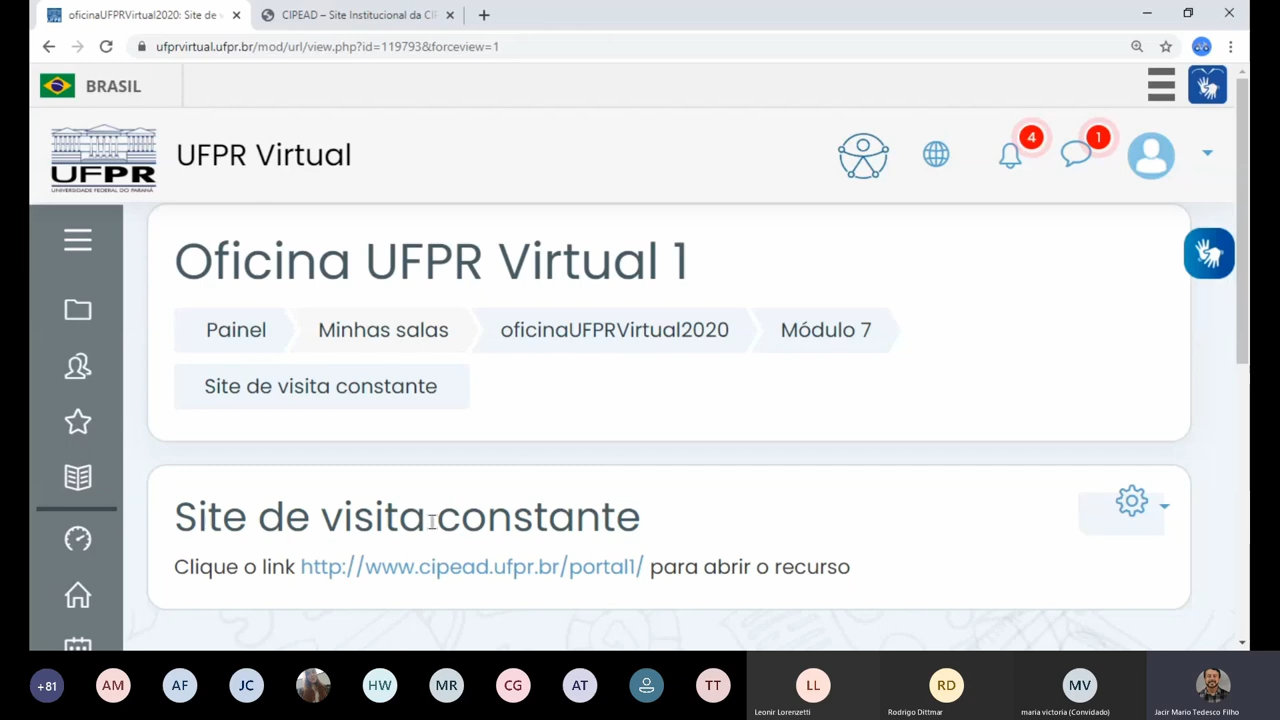 oficinaUFPRVirtual2020: Site de v
CIPEAD – Site Institucional da CI
ufprvirtual.ufpr.br/mod/url/view.php?id=119793&forceview=1
BRASIL
UFPR
UNIVERSIDADE FEDERAL DO PARANÁ
UFPR Virtual
4
1
Oficina UFPR Virtual 1
Painel
Minhas salas
oficinaUFPRVirtual2020
Módulo 7
Site de visita constante
Site de visita constante
Clique o link http://www.cipead.ufpr.br/portal1/ para abrir o recurso
+81
AM
AF
JC
HW
MR
CG
AT
TT
LL
RD
MV
Leonir Lorenzetti
Rodrigo Dittmar
maria victoria (Convidado)
Jacir Mario Tedesco Filho